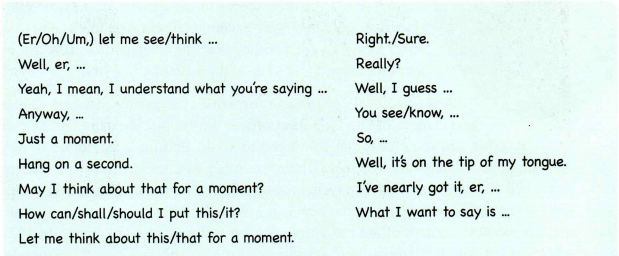 (Er/Oh/Um,) let me see/think ...
Well, er, ...
Yeah, I mean, I understand what you're saying ...
Anyway, ...
Just a moment.
Hang on a second.
May I think about that for a moment?
How can/shall/should I put this/it?
Let me think about this/that for a moment.
Right./Sure.
Really?
Well, I guess ...
You see/know, ...
So, ...
Well, it's on the tip of my tongue.
I've nearly got it, er, ...
What I want to say is ...